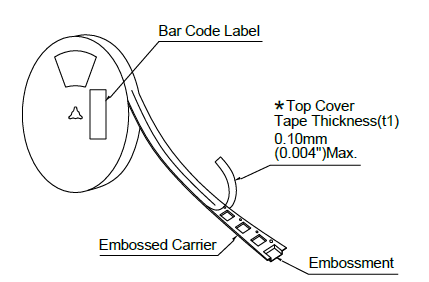 Bar Code Label
*Top Cover
Tape Thickness(t1)
0.10mm
(0.004")Max.
Embossed Carrier
Embossment